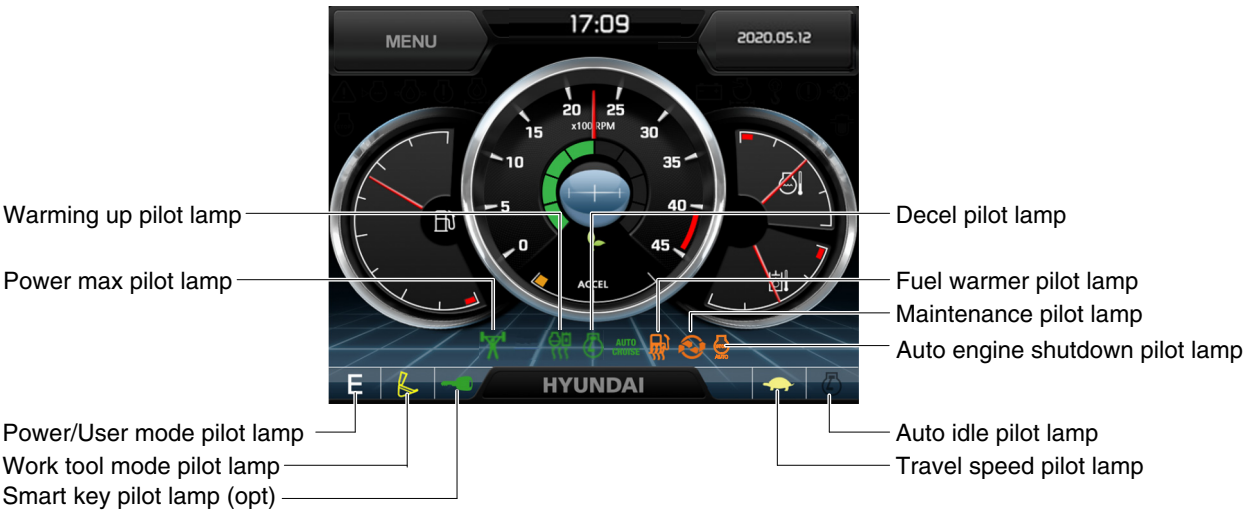 MENU
17:09
2020.05.12
20 25
x100 RPM
15
30
10
35
5
40
0
45
ACCEL
Warming up pilot lamp
Decel pilot lamp
Power max pilot lamp
Fuel warmer pilot lamp
Maintenance pilot lamp
AUTO
CRUISE
AUTO
Auto engine shutdown pilot lamp
E
HYUNDAI
Power/User mode pilot lamp
Auto idle pilot lamp
Work tool mode pilot lamp
Travel speed pilot lamp
Smart key pilot lamp (opt)